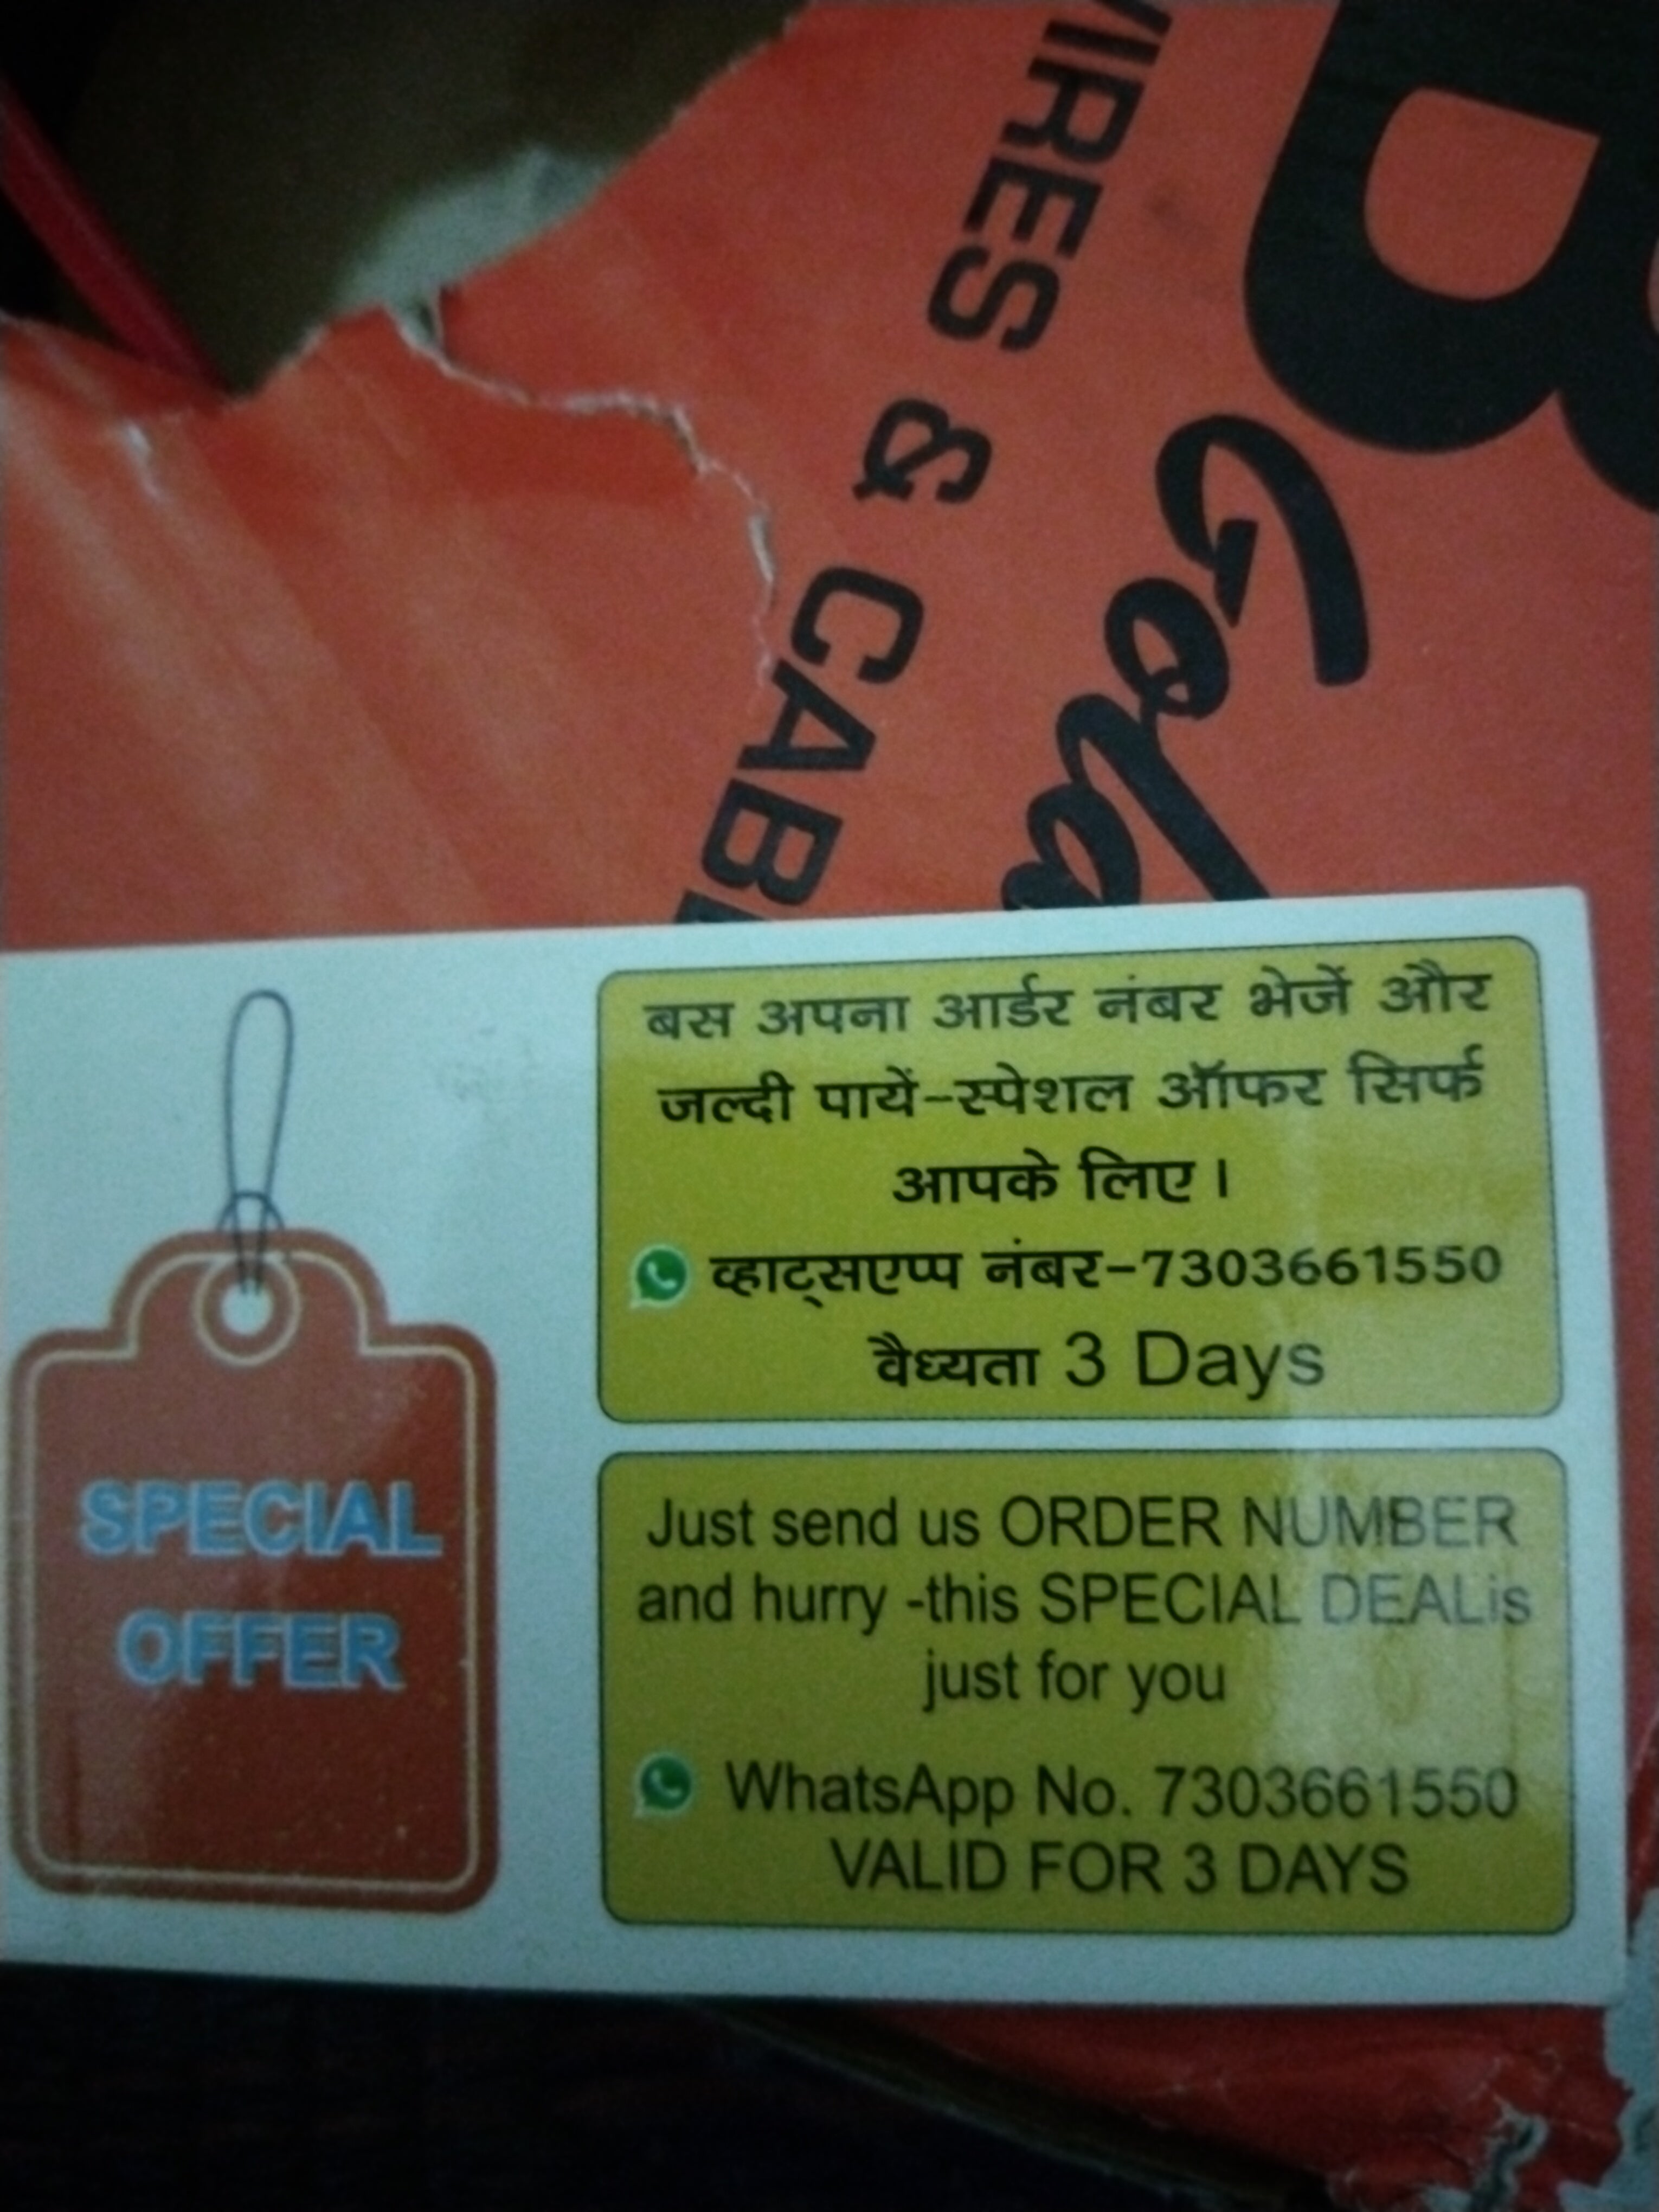 B
Gold
WIRES & CAB
बस अपना आर्डर नंबर भेजें और
जल्दी पायें-स्पेशल ऑफर सिर्फ
आपके लिए।
व्हाट्सएप्प नंबर-7303661550
वैध्यता 3 Days
SPECIAL
OFFER
Just send us ORDER NUMBER
and hurry -this SPECIAL DEALis
just for you
WhatsApp No. 7303661550
VALID FOR 3 DAYS